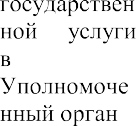 государствен
ной услуги
в
Уполномоче
нный орган